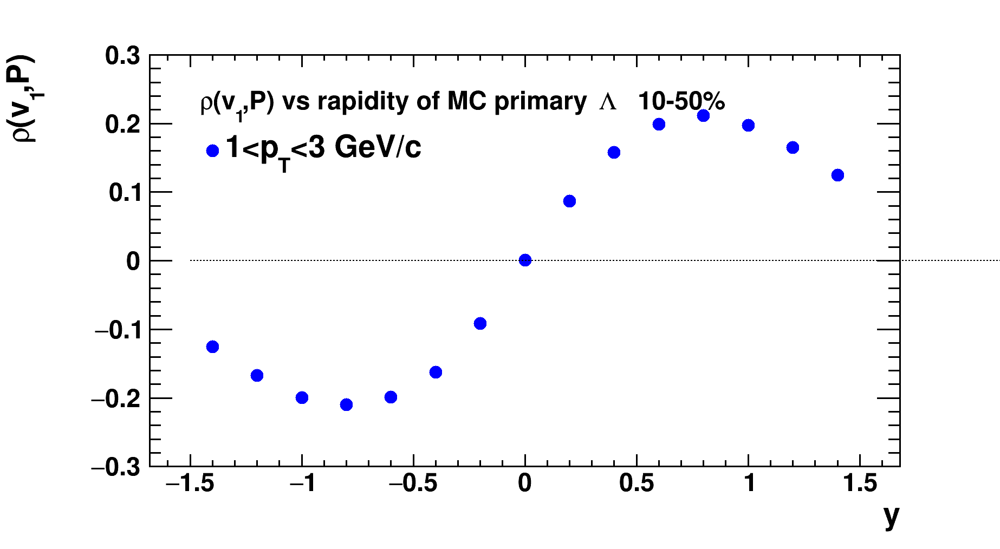 ρ(v1,P)
0.3
0.2
0.1
0
−0.1
−0.2
−0.3
ρ(v1,P) vs rapidity of MC primary Λ 10-50%
1<pT<3 GeV/c
−1.5 −1 −0.5 0 0.5 1 1.5
y